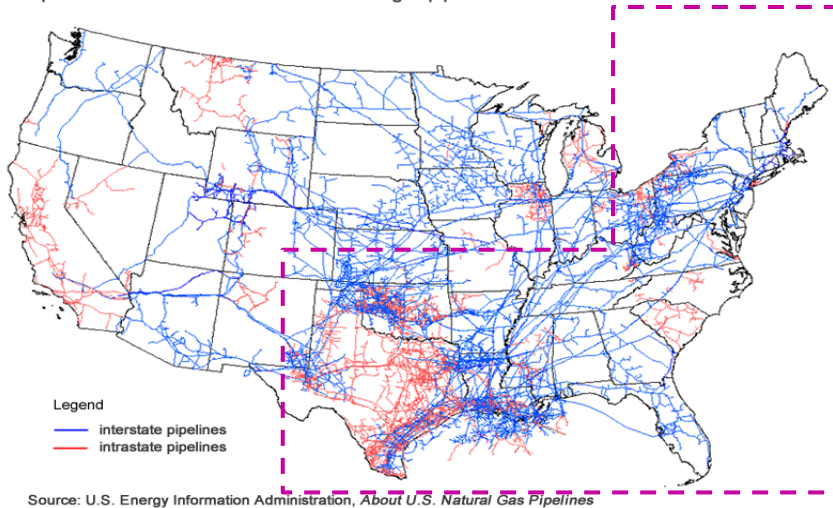 Legend
interstate pipelines
intrastate pipelines
Source: U.S. Energy Information Administration, About U.S. Natural Gas Pipelines